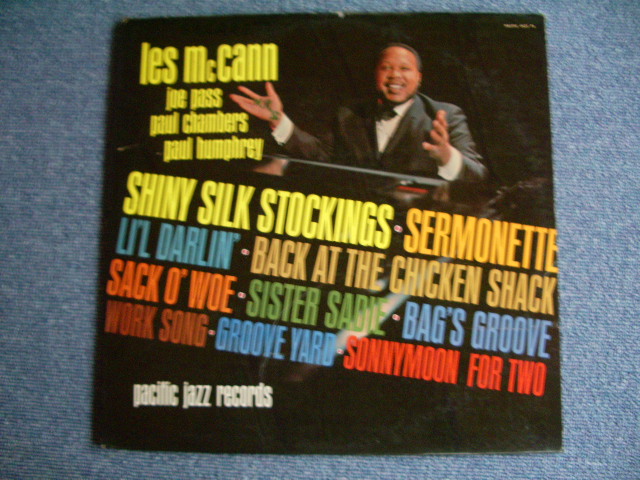 les mcCann
joe pass
paul chambers
paul humphrey
SHINY SILK STOCKINGS · SERMONETTE
LI'L DARLIN' · BACK AT THE CHICKEN SHACK
SACK O' WOE · SISTER SADIE · BAG'S GROOVE
WORK SONG · GROOVE YARD · SONNYMOON FOR TWO
pacific jazz records